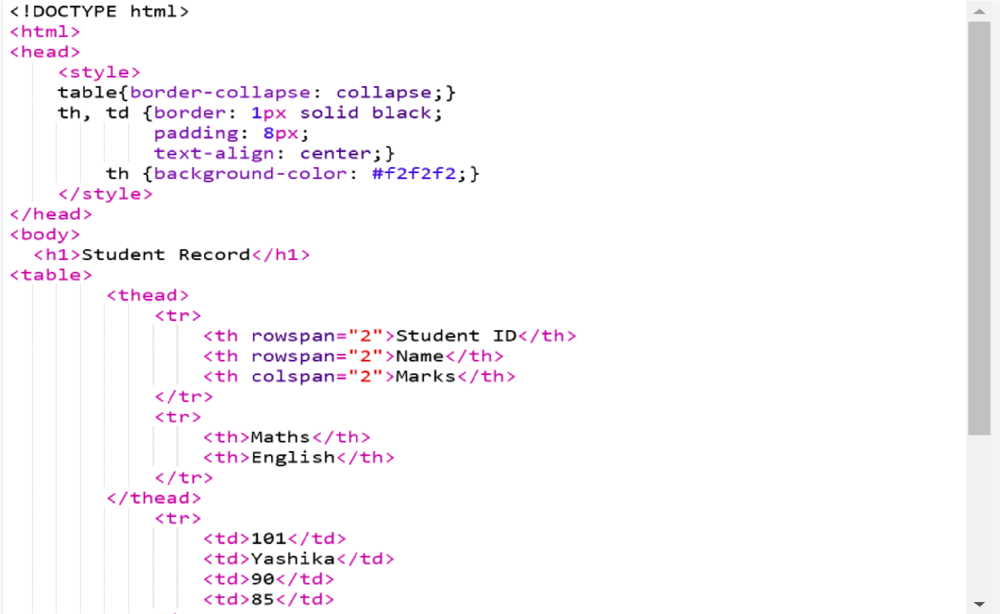 <!DOCTYPE html>
<html>
<head>
    <style>
    table{border-collapse: collapse;}
    th, td {border: 1px solid black;
            padding: 8px;
            text-align: center;}
        th {background-color: #f2f2f2;}
    </style>
</head>
<body>
  <h1>Student Record</h1>
<table>
        <thead>
            <tr>
                <th rowspan="2">Student ID</th>
                <th rowspan="2">Name</th>
                <th colspan="2">Marks</th>
            </tr>
            <tr>
                <th>Maths</th>
                <th>English</th>
            </tr>
        </thead>
            <tr>
                <td>101</td>
                <td>Yashika</td>
                <td>90</td>
                <td>85</td>